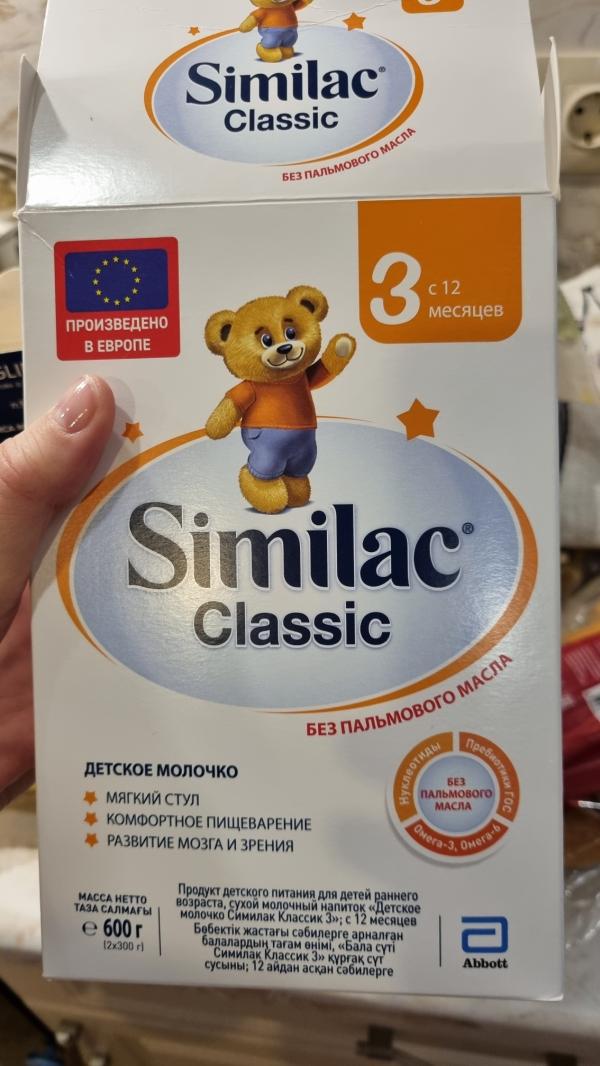 Similac®
Classic
БЕЗ ПАЛЬМОВОГО МАСЛА
ПРОИЗВЕДЕНО
В ЕВРОПЕ
3 с 12
месяцев
Similac®
Classic
БЕЗ ПАЛЬМОВОГО МАСЛА
ДЕТСКОЕ МОЛОЧКО
МЯГКИЙ СТУЛ
КОМФОРТНОЕ ПИЩЕВАРЕНИЕ
РАЗВИТИЕ МОЗГА И ЗРЕНИЯ
Нуклеотиды
Пребиотики ГОС
Омега-3, Омега-6
БЕЗ
ПАЛЬМОВОГО
МАСЛА
МАССА НЕТТО
ТАЗА САЛМАҒЫ
℮ 600 г
(2х300 г)
Продукт детского питания для детей раннего
возраста, сухой молочный напиток «Детское
молочко Симилак Классик 3»; с 12 месяцев
Бөбектік жастағы сәбилерге арналған
балалардың тағам өнімі, «Бала сүті
Симилак Классик 3» құрғақ сүт
сусыны; 12 айдан асқан сәбилерге
Abbott